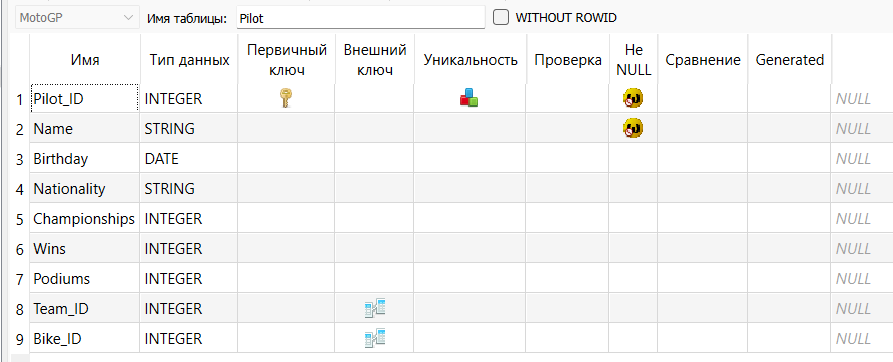 MotoGP Имя таблицы: Pilot WITHOUT ROWID
Имя Тип данных Первичный ключ Внешний ключ Уникальность Проверка Не NULL Сравнение Generated
1 Pilot_ID INTEGER NULL
2 Name STRING NULL
3 Birthday DATE NULL
4 Nationality STRING NULL
5 Championships INTEGER NULL
6 Wins INTEGER NULL
7 Podiums INTEGER NULL
8 Team_ID INTEGER NULL
9 Bike_ID INTEGER NULL